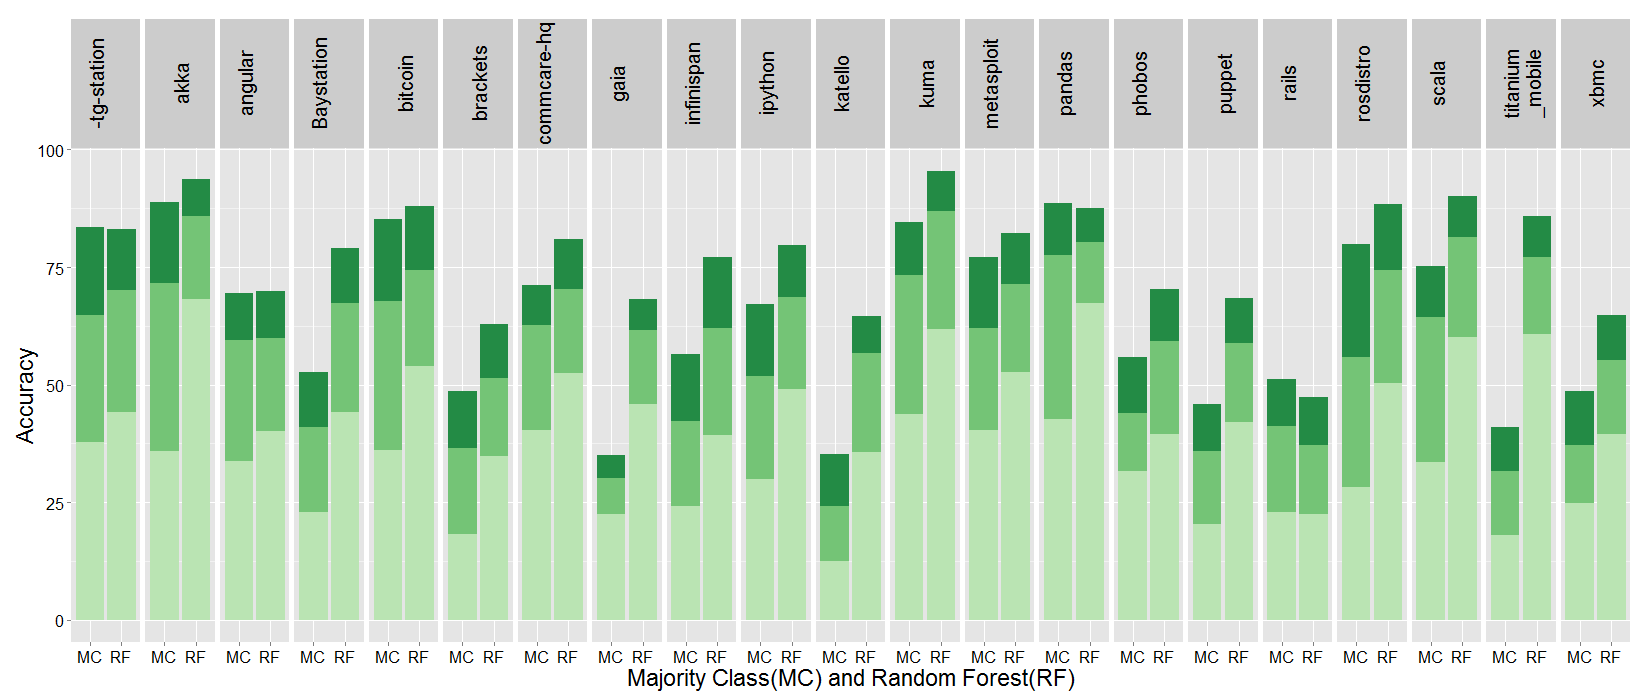 -tg-station
akka
angular
Baystation
bitcoin
brackets
commcare-hq
gaia
infinispan
ipython
katello
kuma
metasploit
pandas
phobos
puppet
rails
rosdistro
scala
titanium
_mobile
xbmc
100
75
50
25
0
Accuracy
MC RF MC RF MC RF MC RF MC RF MC RF MC RF MC RF MC RF MC RF MC RF MC RF MC RF MC RF MC RF MC RF MC RF MC RF MC RF MC RF MC RF
Majority Class(MC) and Random Forest(RF)